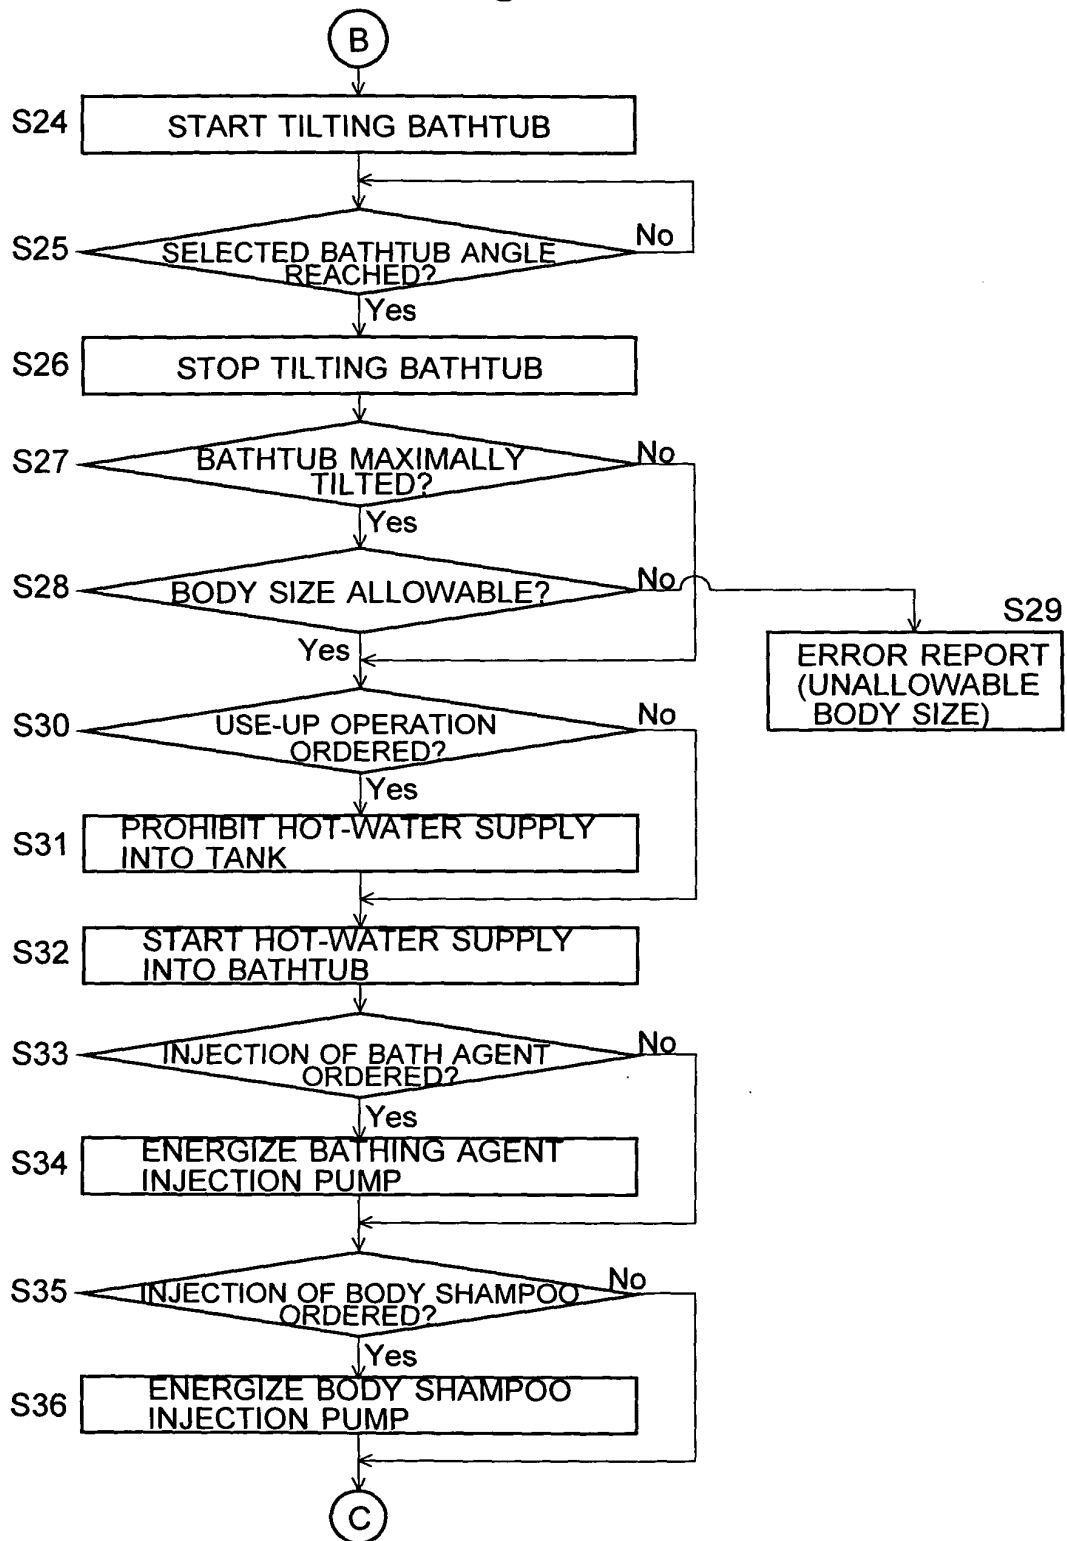 B
S24
START TILTING BATHTUB
S25
SELECTED BATHTUB ANGLE
REACHED?
No
Yes
S26
STOP TILTING BATHTUB
S27
BATHTUB MAXIMALLY
TILTED?
No
Yes
S28
BODY SIZE ALLOWABLE?
No
Yes
S29
ERROR REPORT
(UNALLOWABLE
BODY SIZE)
S30
USE-UP OPERATION
ORDERED?
No
Yes
S31
PROHIBIT HOT-WATER SUPPLY
INTO TANK
S32
START HOT-WATER SUPPLY
INTO BATHTUB
S33
INJECTION OF BATH AGENT
ORDERED?
No
Yes
S34
ENERGIZE BATHING AGENT
INJECTION PUMP
S35
INJECTION OF BODY SHAMPOO
ORDERED?
No
Yes
S36
ENERGIZE BODY SHAMPOO
INJECTION PUMP
C